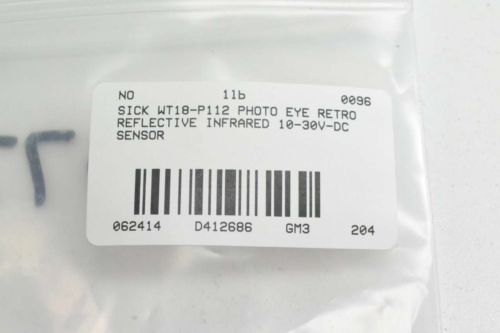 NO 1lb 0096
SICK WT18-P112 PHOTO EYE RETRO
REFLECTIVE INFRARED 10-30V-DC
SENSOR
062414 D412686 GM3 204